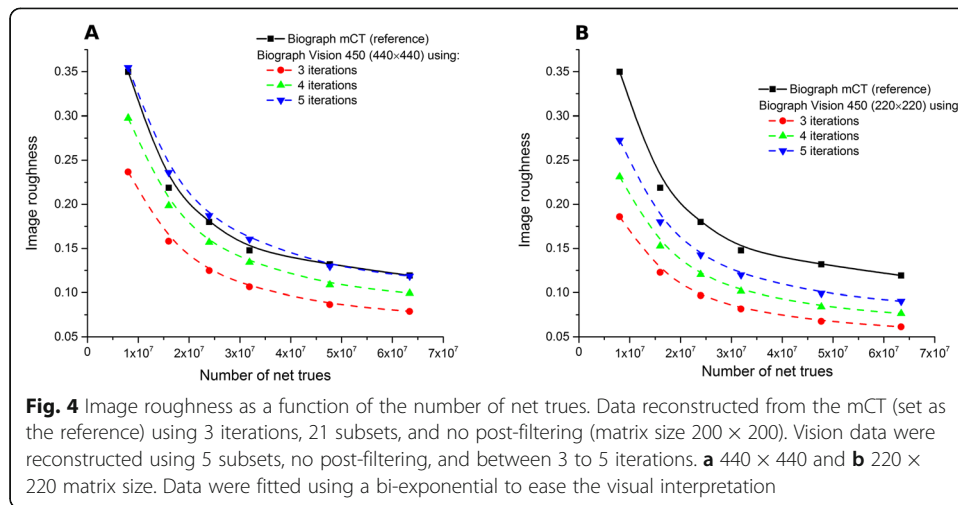 A
Biograph mCT (reference)
Biograph Vision 450 (440×440) using:
3 iterations
4 iterations
5 iterations
0.35
0.30
0.25
0.20
0.15
0.10
0.05
Image roughness
0 1x10⁷ 2x10⁷ 3x10⁷ 4x10⁷ 5x10⁷ 6x10⁷ 7x10⁷
Number of net trues
B
Biograph mCT (reference)
Biograph Vision 450 (220×220) using
3 iterations
4 iterations
5 iterations
0.35
0.30
0.25
0.20
0.15
0.10
0.05
Image roughness
0 1x10⁷ 2x10⁷ 3x10⁷ 4x10⁷ 5x10⁷ 6x10⁷ 7x10⁷
Number of net trues
Fig. 4 Image roughness as a function of the number of net trues. Data reconstructed from the mCT (set as
the reference) using 3 iterations, 21 subsets, and no post-filtering (matrix size 200 × 200). Vision data were
reconstructed using 5 subsets, no post-filtering, and between 3 to 5 iterations. a 440 × 440 and b 220 ×
220 matrix size. Data were fitted using a bi-exponential to ease the visual interpretation